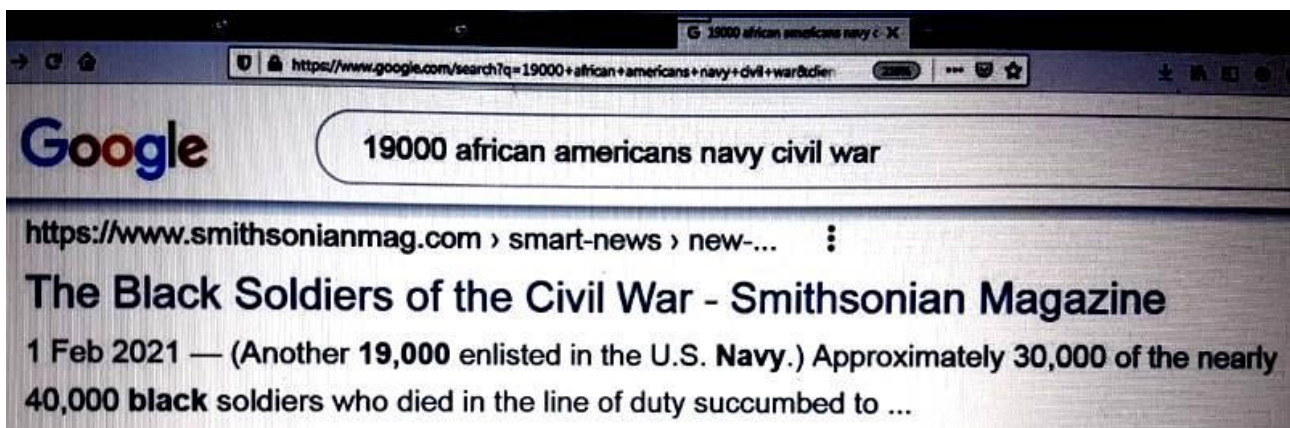 G 19000 african americans navy c X
https://www.google.com/search?q=19000+african+americans+navy+civil+war&clien
Google
19000 african americans navy civil war
https://www.smithsonianmag.com › smart-news › new-...
The Black Soldiers of the Civil War - Smithsonian Magazine
1 Feb 2021 — (Another 19,000 enlisted in the U.S. Navy.) Approximately 30,000 of the nearly
40,000 black soldiers who died in the line of duty succumbed to ...